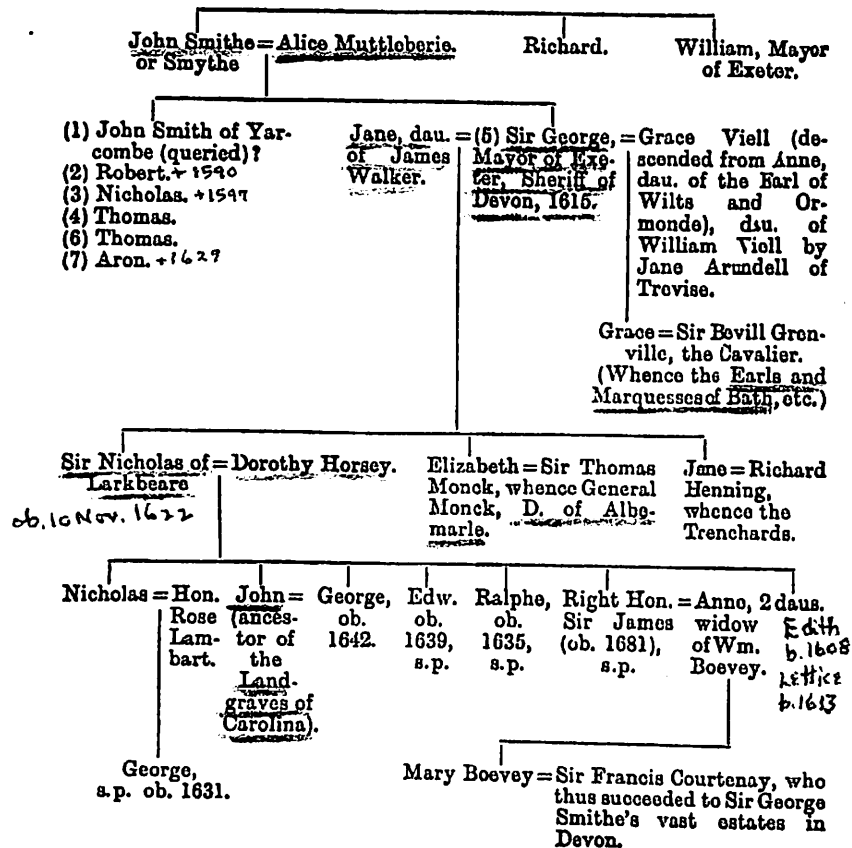 John Smithe = Alice Muttleberie.
or Smythe
Richard.
William, Mayor
of Exeter.
(1) John Smith of Yar-
combe (queried)?
(2) Robert. + 1590
(3) Nicholas. + 1597
(4) Thomas.
(6) Thomas.
(7) Aron. + 1629
Jane, dau. =
of James
Walker.
(5) Sir George, =
Mayor of Exe-
ter, Sheriff of
Devon, 1615.
Grace Viell (de-
scended from Anne,
dau. of the Earl of
Wilts and Or-
monde), dau. of
William Viell by
Jane Arundell of
Trevise.
Grace = Sir Bevill Gren-
ville, the Cavalier.
(Whence the Earls and
Marquesses of Bath, etc.)
Sir Nicholas of = Dorothy Horsey.
Larkbeare
ob. 10 Nov. 1622
Elizabeth = Sir Thomas
Monck, whence General
Monck, D. of Albe-
marle.
Jane = Richard
Henning,
whence the
Trenchards.
Nicholas = Hon.
Rose
Lam-
bart.
John =
(ances-
tor of
the
Land-
graves of
Carolina).
George,
ob.
1642.
Edw.
ob.
1639,
s.p.
Ralphe,
ob.
1635,
s.p.
Right Hon. =
Sir James
(ob. 1681),
s.p.
Anne,
widow
of Wm.
Boevey.
2 daus.
Edith
b. 1608
Lettice
b. 1613
George,
s.p. ob. 1631.
Mary Boevey = Sir Francis Courtenay, who
thus succeeded to Sir George
Smithe's vast estates in
Devon.